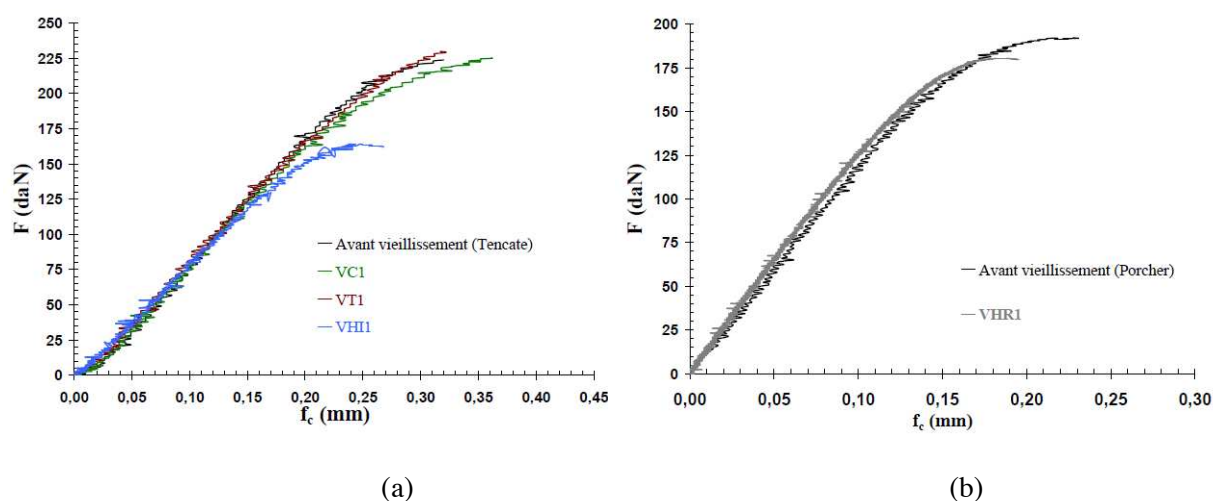 250
225
200
175
150
125
100
75
50
25
0
F (daN)
Avant vieillissement (Tencate)
VC1
VT1
VHI1
0,00 0,05 0,10 0,15 0,20 0,25 0,30 0,35 0,40 0,45
f_c (mm)
(a)
200
175
150
125
100
75
50
25
0
F (daN)
Avant vieillissement (Porcher)
VHR1
0,00 0,05 0,10 0,15 0,20 0,25 0,30
f_c (mm)
(b)